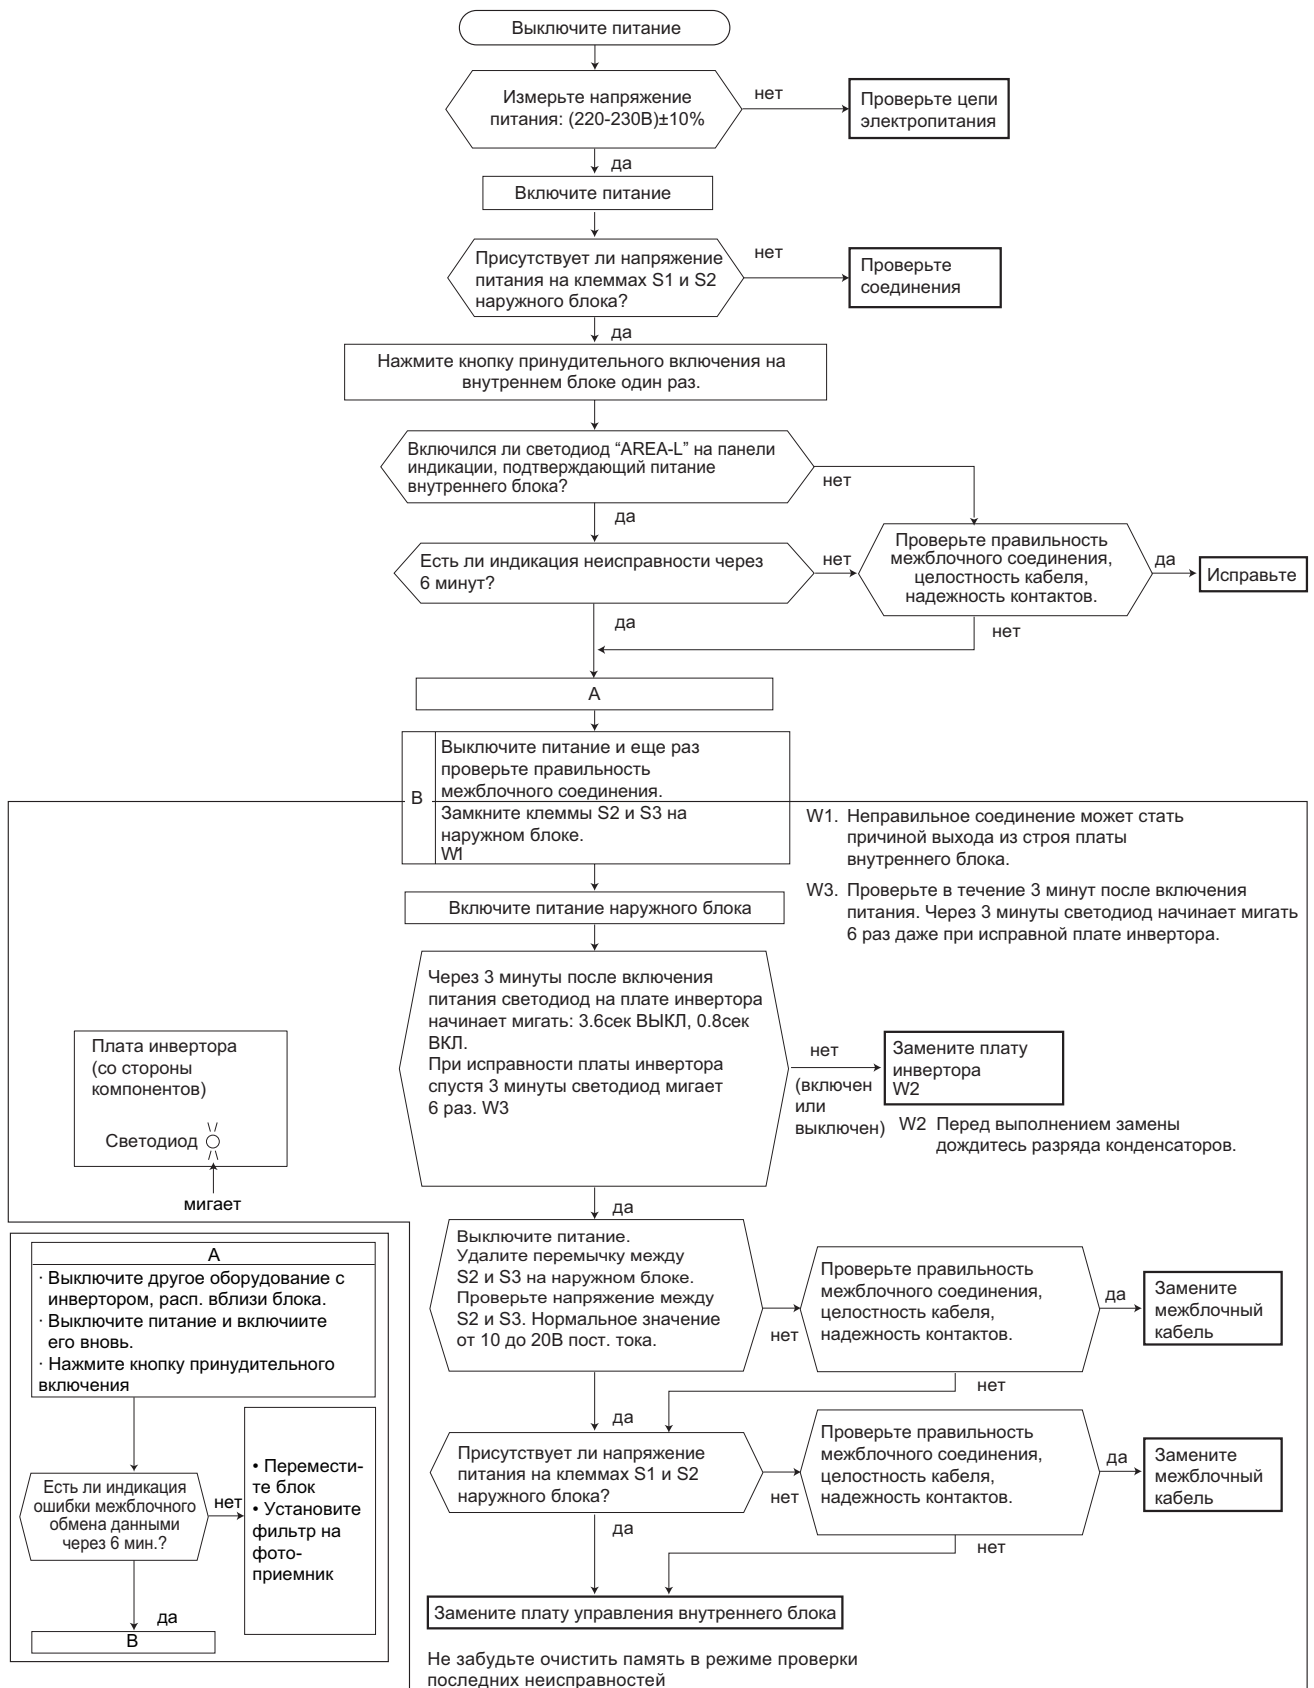 Выключите питание
Измерьте напряжение
питания: (220-230В)±10%
нет
Проверьте цепи
электропитания
да
Включите питание
Присутствует ли напряжение
питания на клеммах S1 и S2
наружного блока?
нет
Проверьте
соединения
да
Нажмите кнопку принудительного включения на
внутреннем блоке один раз.
Включился ли светодиод “AREA-L” на панели
индикации, подтверждающий питание
внутреннего блока?
нет
да
Есть ли индикация неисправности через
6 минут?
нет
Проверьте правильность
межблочного соединения,
целостность кабеля,
надежность контактов.
да
Исправьте
да
нет
A
B
Выключите питание и еще раз
проверьте правильность
межблочного соединения.
Замкните клеммы S2 и S3 на
наружном блоке.
W1
W1. Неправильное соединение может стать
причиной выхода из строя платы
внутреннего блока.
W3. Проверьте в течение 3 минут после включения
питания. Через 3 минуты светодиод начинает мигать
6 раз даже при исправной плате инвертора.
Включите питание наружного блока
Через 3 минуты после включения
питания светодиод на плате инвертора
начинает мигать: 3.6сек ВЫКЛ, 0.8сек
ВКЛ.
При исправности платы инвертора
спустя 3 минуты светодиод мигает
6 раз. W3
нет
(включен
или
выключен)
Замените плату
инвертора
W2
W2 Перед выполнением замены
дождитесь разряда конденсаторов.
Плата инвертора
(со стороны
компонентов)
Светодиод
мигает
да
Выключите питание.
Удалите перемычку между
S2 и S3 на наружном блоке.
Проверьте напряжение между
S2 и S3. Нормальное значение
от 10 до 20В пост. тока.
нет
Проверьте правильность
межблочного соединения,
целостность кабеля,
надежность контактов.
да
Замените
межблочный
кабель
нет
да
Присутствует ли напряжение
питания на клеммах S1 и S2
наружного блока?
нет
Проверьте правильность
межблочного соединения,
целостность кабеля,
надежность контактов.
да
Замените
межблочный
кабель
да
нет
Замените плату управления внутреннего блока
Не забудьте очистить память в режиме проверки
последних неисправностей
A
· Выключите другое оборудование с
инвертором, расп. вблизи блока.
· Выключите питание и включиите
его вновь.
· Нажмите кнопку принудительного
включения
Есть ли индикация
ошибки межблочного
обмена данными
через 6 мин.?
нет
• Перемести-
те блок
• Установите
фильтр на
фото-
приемник
да
B